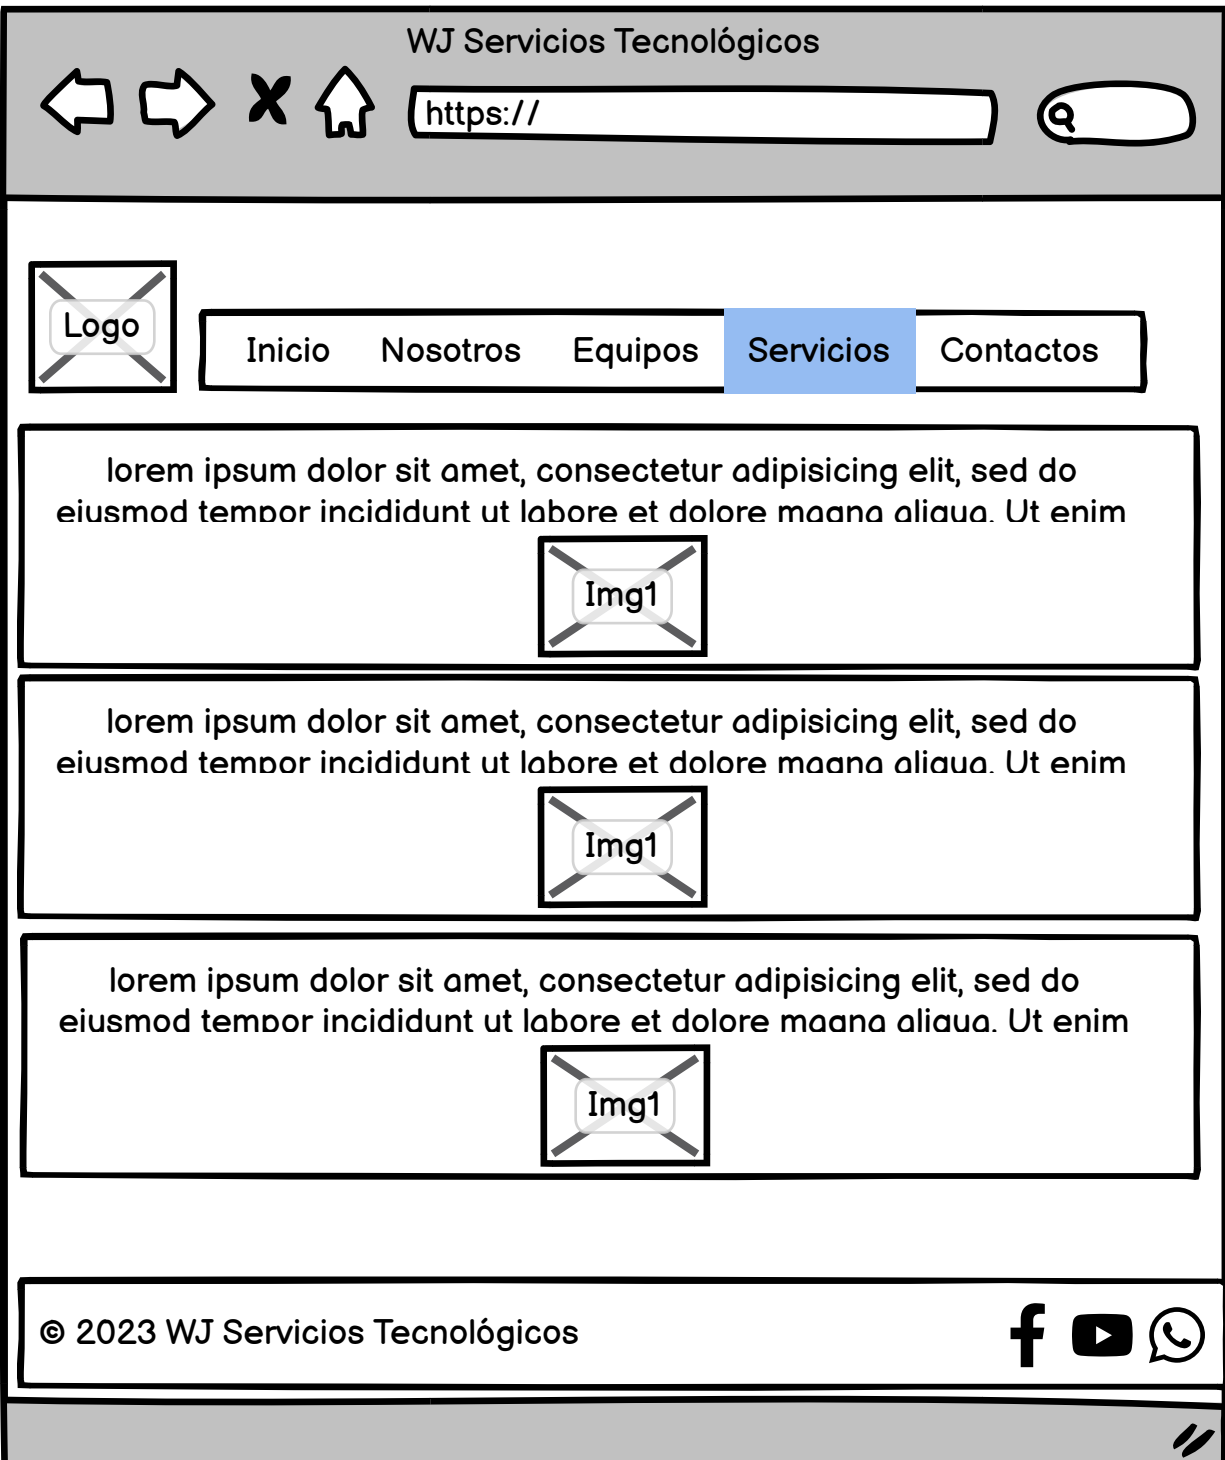 WJ Servicios Tecnológicos
https://
Logo
Inicio Nosotros Equipos Servicios Contactos
lorem ipsum dolor sit amet, consectetur adipisicing elit, sed do
eiusmod tempor incididunt ut labore et dolore magna aliqua. Ut enim
Img1
lorem ipsum dolor sit amet, consectetur adipisicing elit, sed do
eiusmod tempor incididunt ut labore et dolore magna aliqua. Ut enim
Img1
lorem ipsum dolor sit amet, consectetur adipisicing elit, sed do
eiusmod tempor incididunt ut labore et dolore magna aliqua. Ut enim
Img1
© 2023 WJ Servicios Tecnológicos